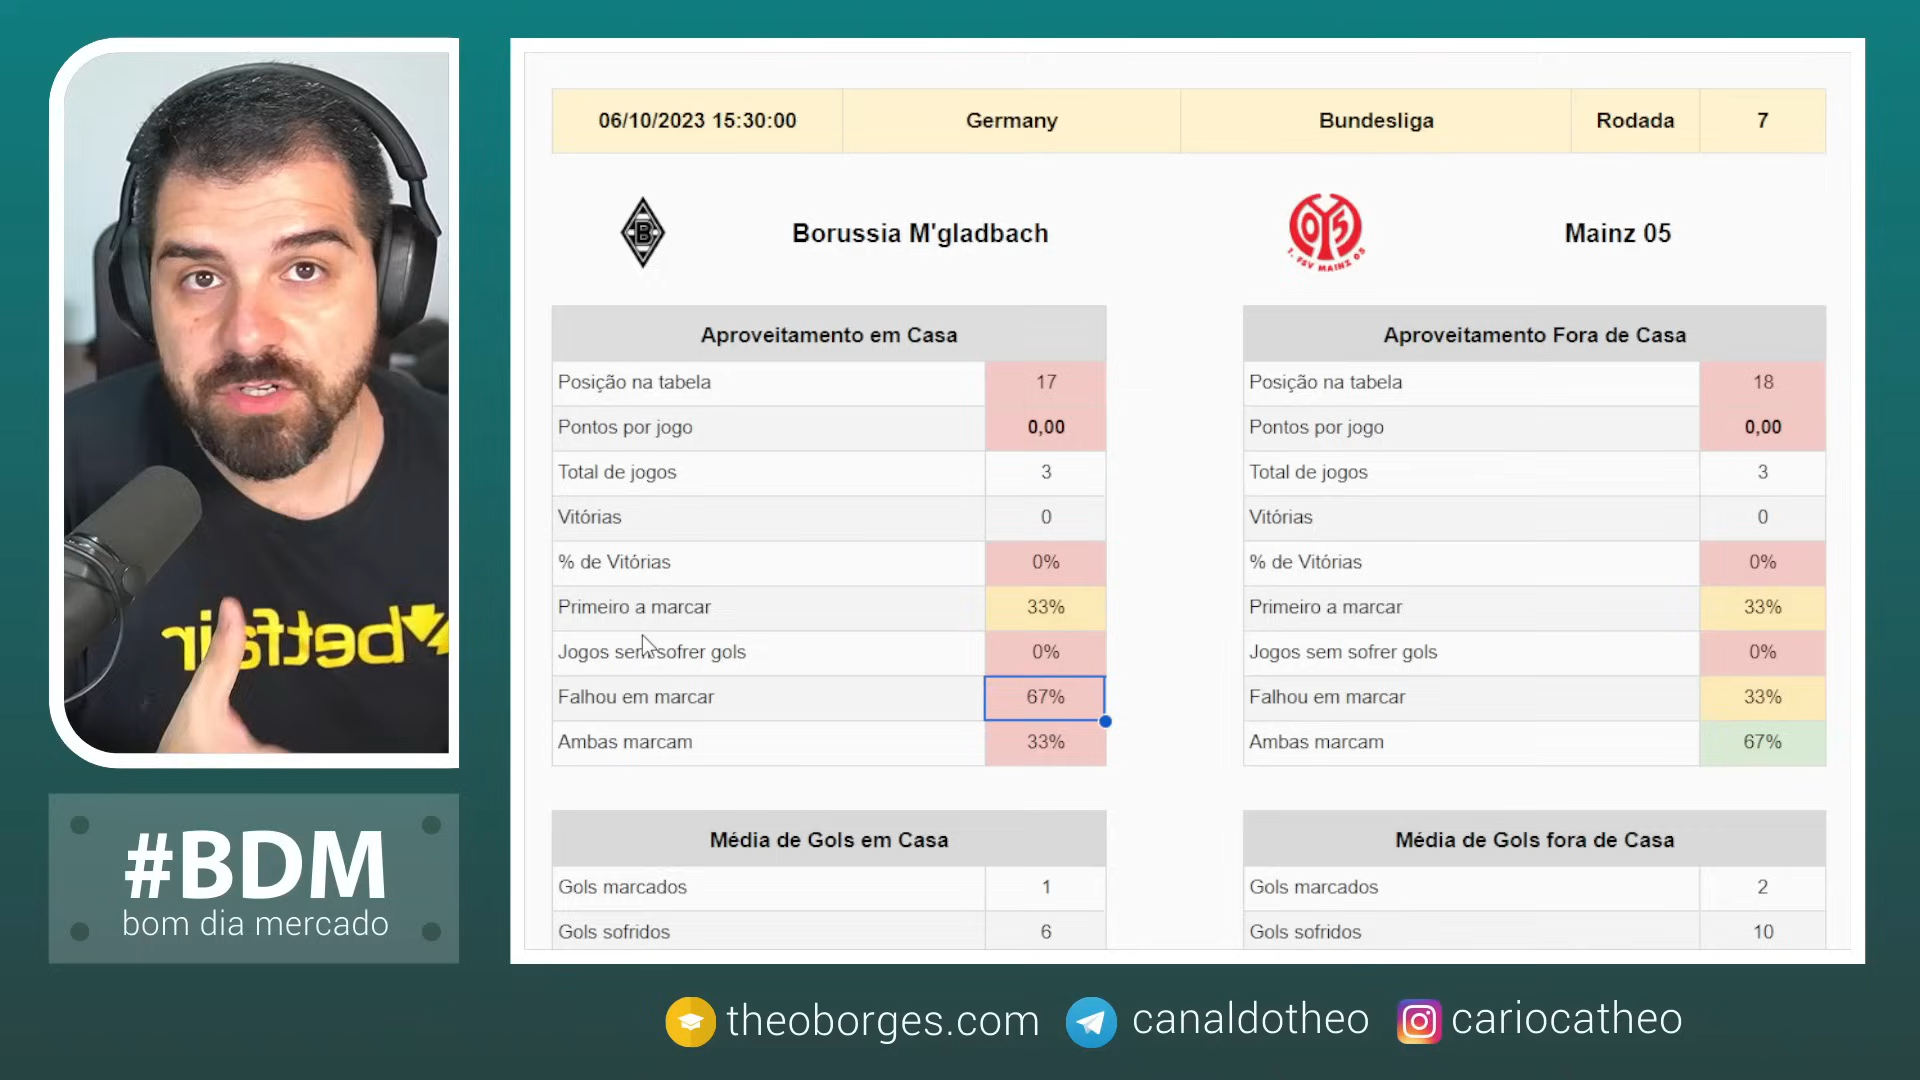 06/10/2023 15:30:00 Germany Bundesliga Rodada 7
Borussia M'gladbach Mainz 05
1. FSV MAINZ 05
Aproveitamento em Casa
Posição na tabela 17
Pontos por jogo 0,00
Total de jogos 3
Vitórias 0
% de Vitórias 0%
Primeiro a marcar 33%
Jogos sem sofrer gols 0%
Falhou em marcar 67%
Ambas marcam 33%
Aproveitamento Fora de Casa
Posição na tabela 18
Pontos por jogo 0,00
Total de jogos 3
Vitórias 0
% de Vitórias 0%
Primeiro a marcar 33%
Jogos sem sofrer gols 0%
Falhou em marcar 33%
Ambas marcam 67%
Média de Gols em Casa
Gols marcados 1
Gols sofridos 6
Média de Gols fora de Casa
Gols marcados 2
Gols sofridos 10
betfair
#BDM
bom dia mercado
theoborges.com canaldotheo cariocatheo